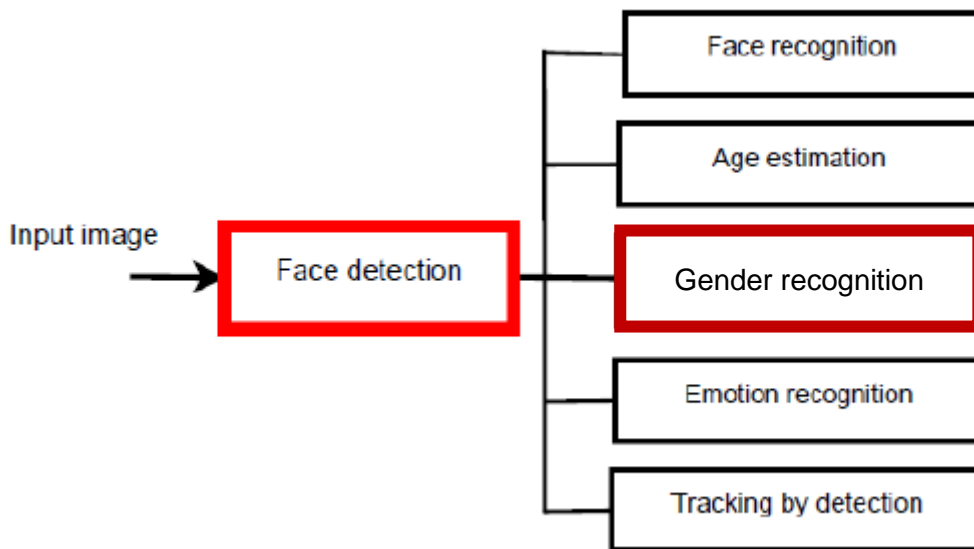 Face recognition
Age estimation
Input image
Face detection
Gender recognition
Emotion recognition
Tracking by detection